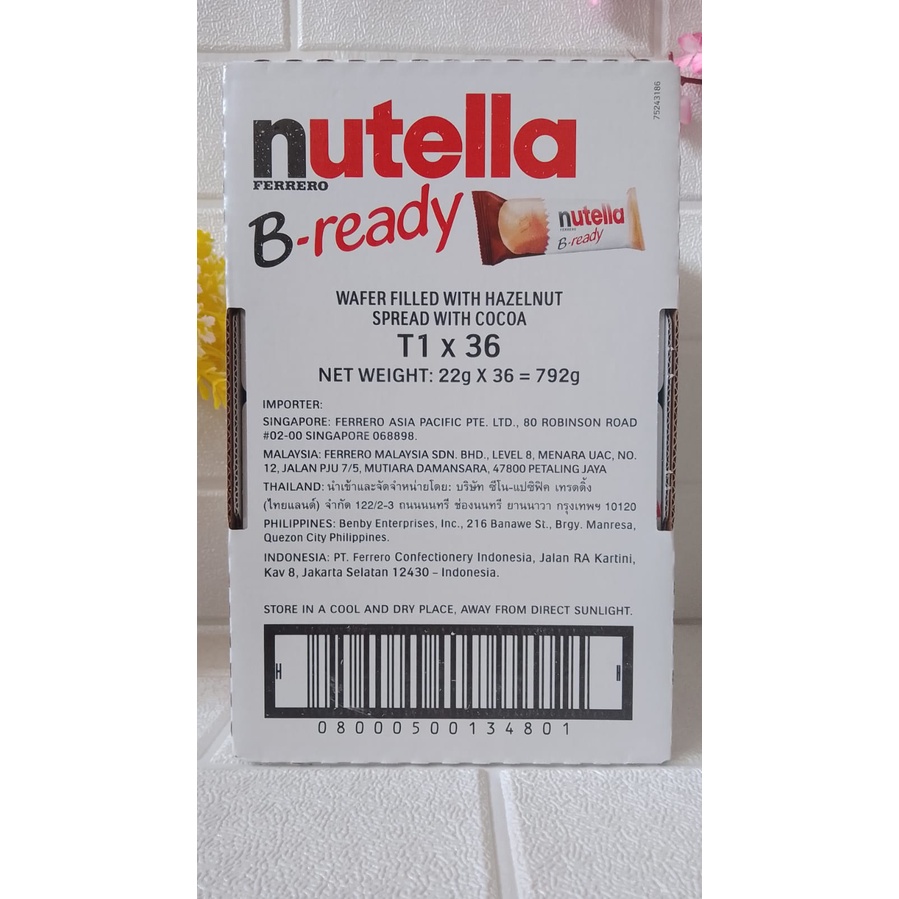 75243186
nutella
FERRERO
B-ready
nutella
FERRERO
B-ready
WAFER FILLED WITH HAZELNUT
SPREAD WITH COCOA
T1 x 36
NET WEIGHT: 22g X 36 = 792g
IMPORTER:
SINGAPORE: FERRERO ASIA PACIFIC PTE. LTD., 80 ROBINSON ROAD
#02-00 SINGAPORE 068898.
MALAYSIA: FERRERO MALAYSIA SDN. BHD., LEVEL 8, MENARA UAC, NO.
12, JALAN PJU 7/5, MUTIARA DAMANSARA, 47800 PETALING JAYA
THAILAND: นำเข้าและจัดจำหน่ายโดย: บริษัท ซีโน-แปซิฟิค เทรดดิ้ง
(ไทยแลนด์) จำกัด 122/2-3 ถนนนนทรี ช่องนนทรี ยานนาวา กรุงเทพฯ 10120
PHILIPPINES: Benby Enterprises, Inc., 216 Banawe St., Brgy. Manresa,
Quezon City Philippines.
INDONESIA: PT. Ferrero Confectionery Indonesia, Jalan RA Kartini,
Kav 8, Jakarta Selatan 12430 – Indonesia.
STORE IN A COOL AND DRY PLACE, AWAY FROM DIRECT SUNLIGHT.
H
08000500134801